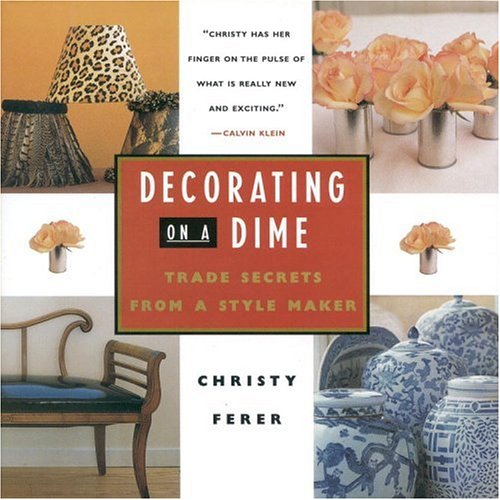 “CHRISTY HAS HER
FINGER ON THE PULSE OF
WHAT IS REALLY NEW
AND EXCITING.”
—CALVIN KLEIN
DECORATING
ON A DIME
TRADE SECRETS
FROM A STYLE MAKER
CHRISTY
FERER